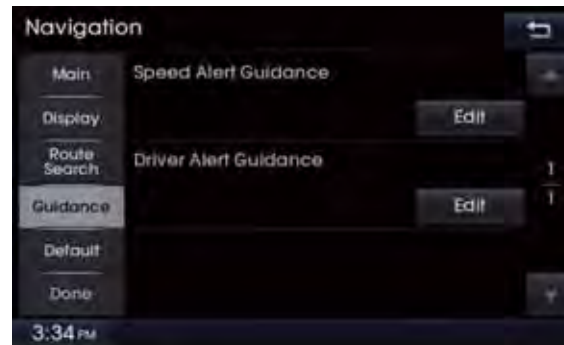 Navigation
Main
Speed Alert Guidance
Display
Edit
Route
Search
Driver Alert Guidance
1
1
Guidance
Edit
Default
Done
3:34 PM